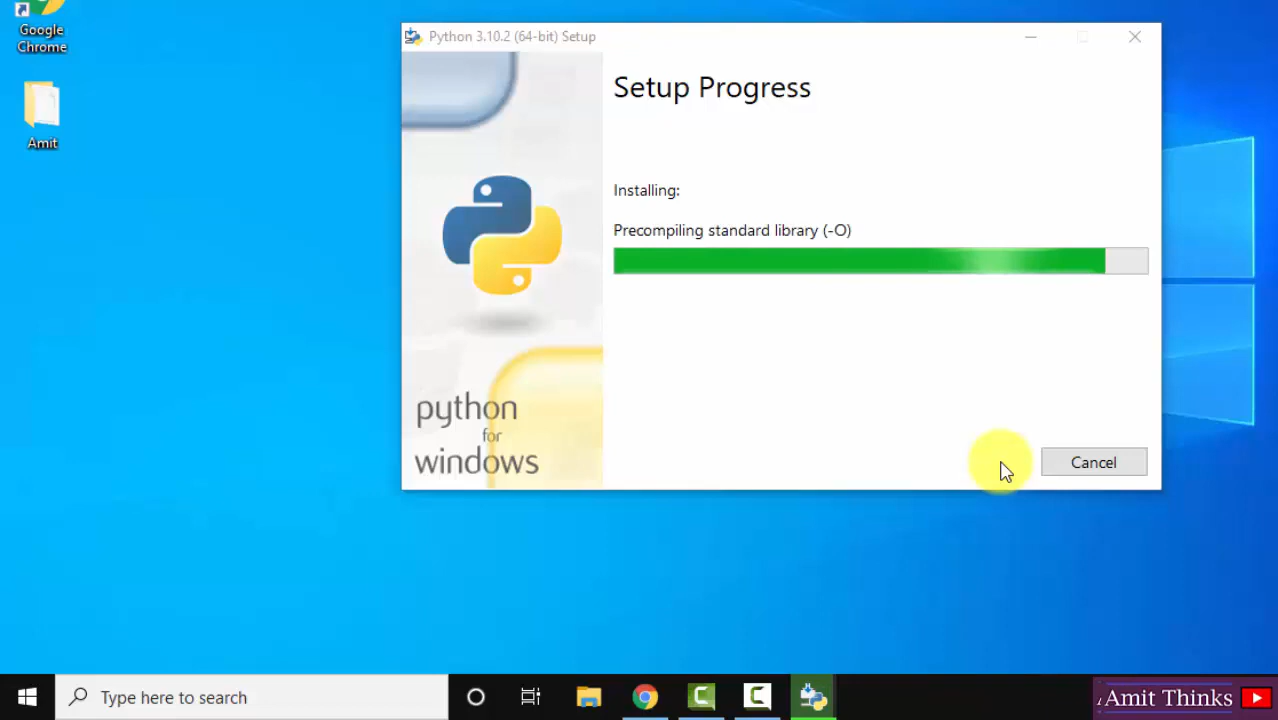 Google
Chrome
Amit
Python 3.10.2 (64-bit) Setup
Setup Progress
Installing:
Precompiling standard library (-O)
python
for
windows
Cancel
Type here to search
Amit Thinks